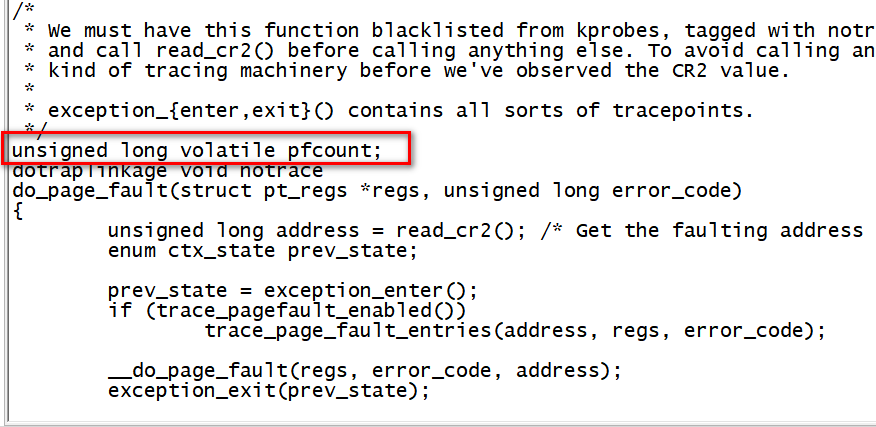 /*
 * We must have this function blacklisted from kprobes, tagged with notr
 * and call read_cr2() before calling anything else. To avoid calling an
 * kind of tracing machinery before we've observed the CR2 value.
 *
 * exception_{enter,exit}() contains all sorts of tracepoints.
 */
unsigned long volatile pfcount;
dotraplinkage void notrace
do_page_fault(struct pt_regs *regs, unsigned long error_code)
{
        unsigned long address = read_cr2(); /* Get the faulting address
        enum ctx_state prev_state;

        prev_state = exception_enter();
        if (trace_pagefault_enabled())
                trace_page_fault_entries(address, regs, error_code);

        __do_page_fault(regs, error_code, address);
        exception_exit(prev_state);